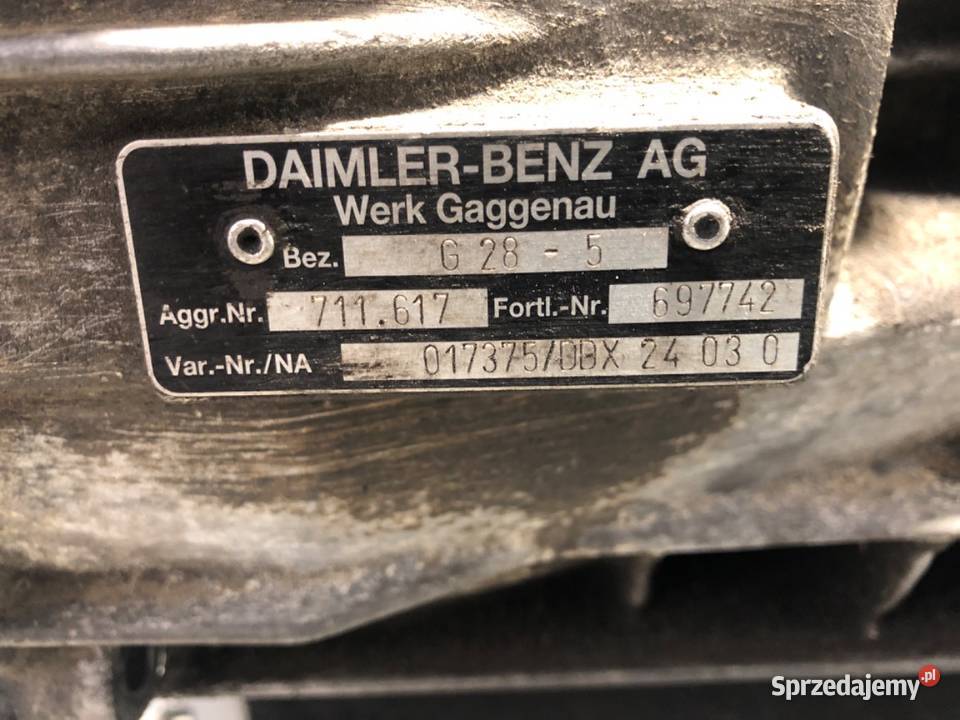 DAIMLER-BENZ AG
Werk Gaggenau
Bez. G 28 - 5
Aggr.Nr. 711.617 Fortl.-Nr. 697742
Var.-Nr./NA 017375/DDX 24 03 0
Sprzedajemy.pl